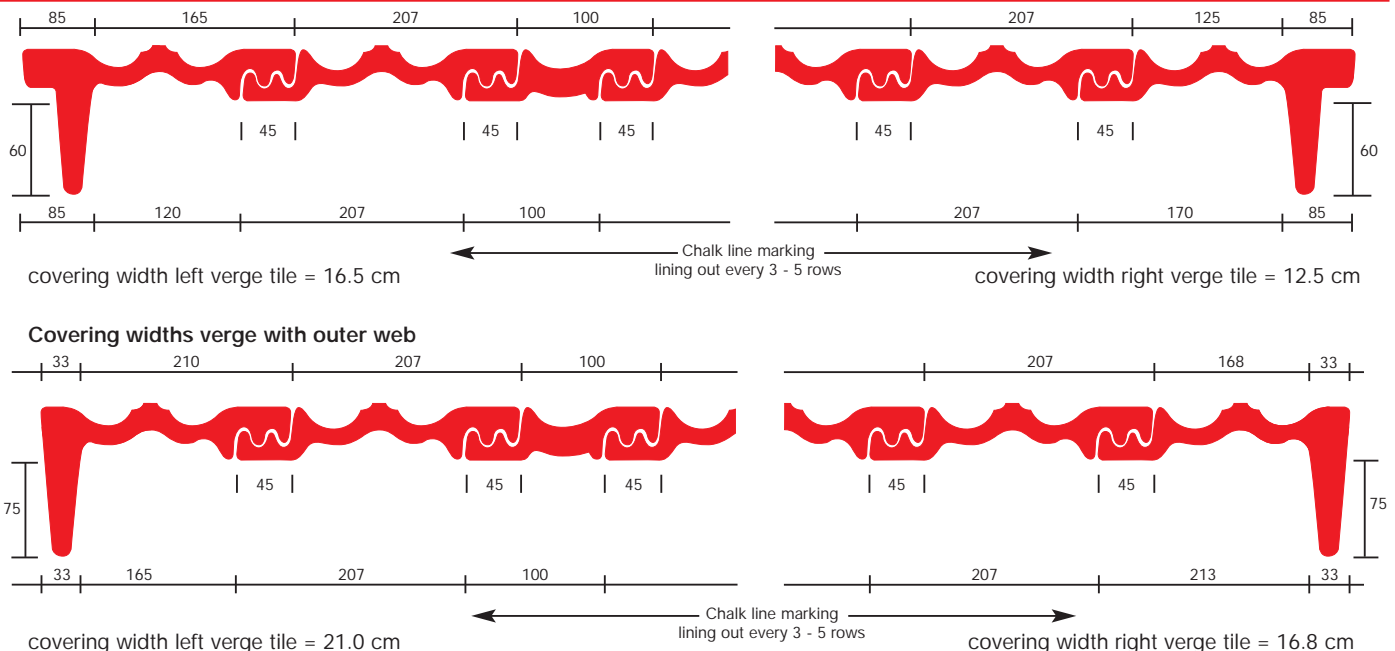 85 165 207 100 207 125 85
45 45 45 45 45
60 60
85 120 207 100 207 170 85
Chalk line marking
lining out every 3 - 5 rows
covering width left verge tile = 16.5 cm covering width right verge tile = 12.5 cm
Covering widths verge with outer web
33 210 207 100 207 168 33
45 45 45 45 45
75 75
33 165 207 100 207 213 33
Chalk line marking
lining out every 3 - 5 rows
covering width left verge tile = 21.0 cm covering width right verge tile = 16.8 cm